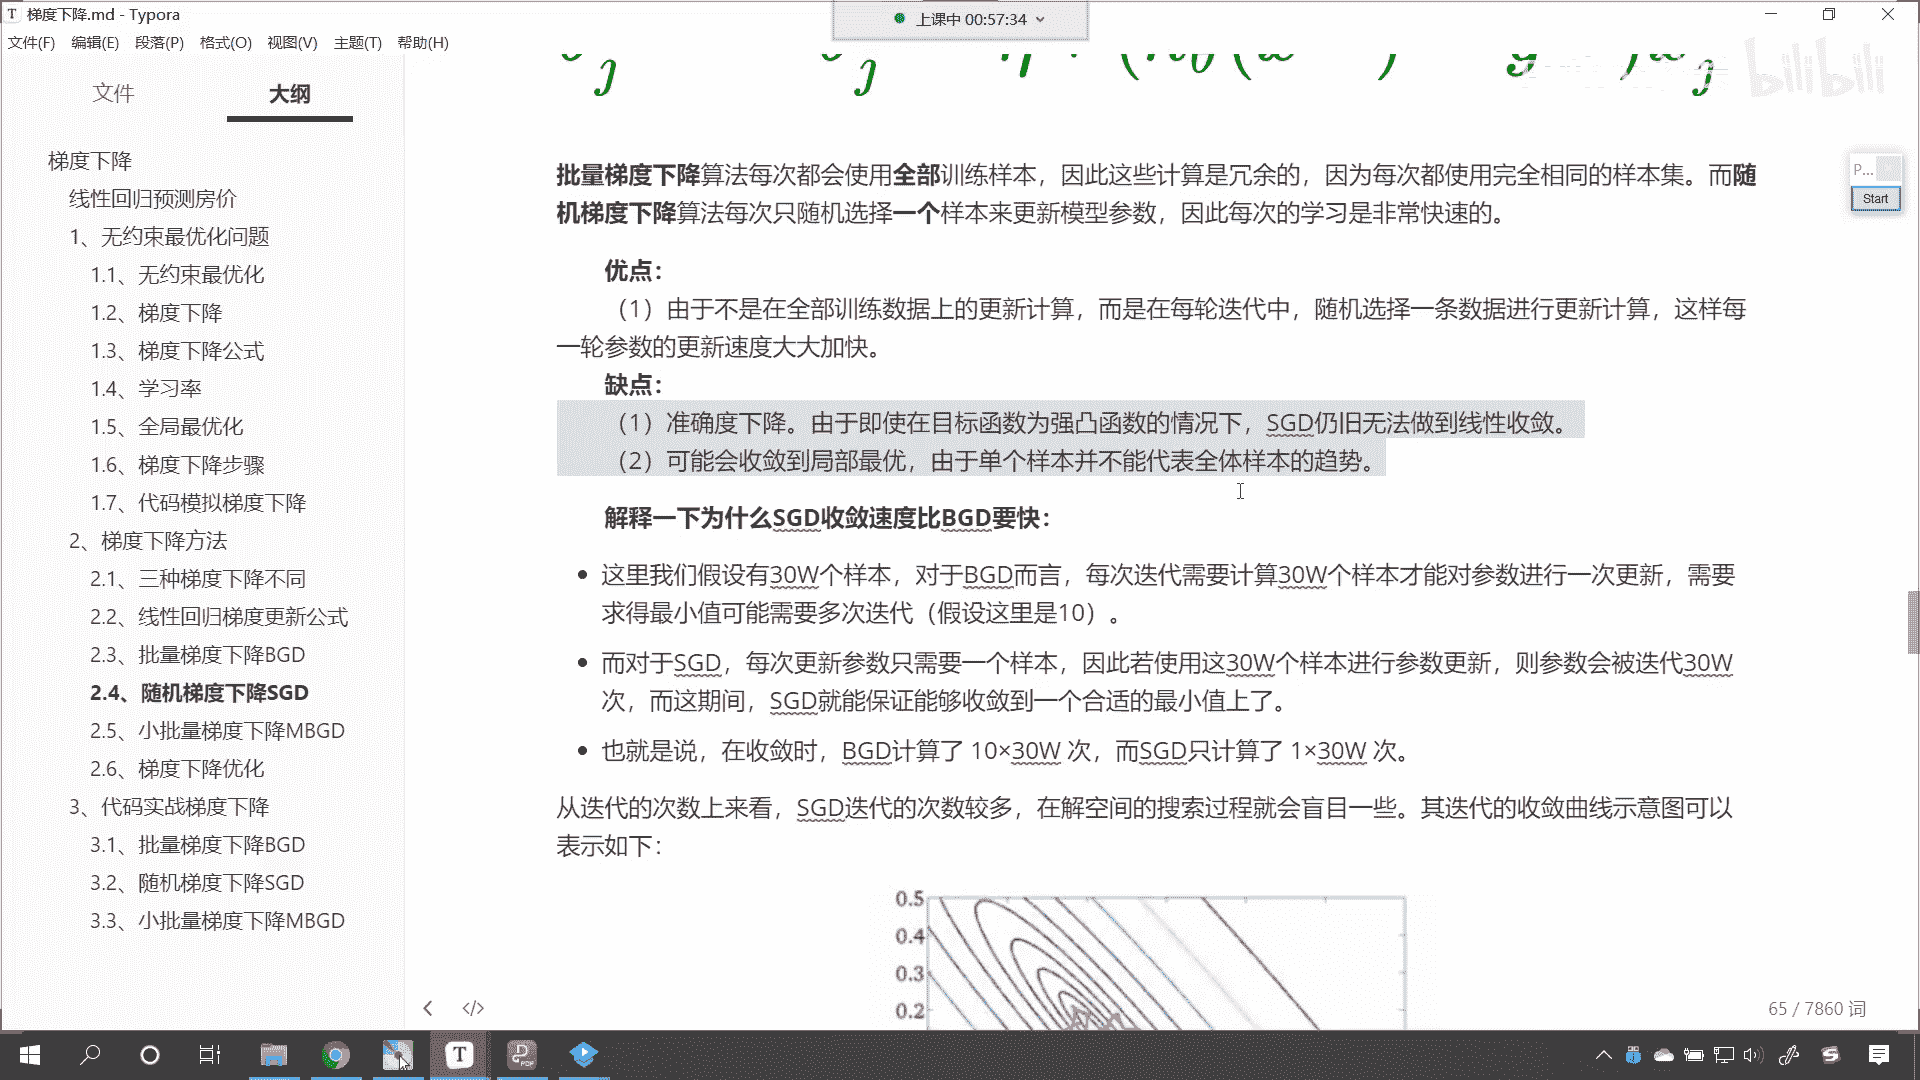 梯度下降.md - Typora
上课中 00:57:34
文件(F) 编辑(E) 段落(P) 格式(O) 视图(V) 主题(T) 帮助(H)
bilibili
文件 大纲
梯度下降
线性回归预测房价
1、无约束最优化问题
1.1、无约束最优化
1.2、梯度下降
1.3、梯度下降公式
1.4、学习率
1.5、全局最优化
1.6、梯度下降步骤
1.7、代码模拟梯度下降
2、梯度下降方法
2.1、三种梯度下降不同
2.2、线性回归梯度更新公式
2.3、批量梯度下降BGD
2.4、随机梯度下降SGD
2.5、小批量梯度下降MBGD
2.6、梯度下降优化
3、代码实战梯度下降
3.1、批量梯度下降BGD
3.2、随机梯度下降SGD
3.3、小批量梯度下降MBGD
批量梯度下降算法每次都会使用全部训练样本，因此这些计算是冗余的，因为每次都使用完全相同的样本集。而随
机梯度下降算法每次只随机选择一个样本来更新模型参数，因此每次的学习是非常快速的。
优点：
（1）由于不是在全部训练数据上的更新计算，而是在每轮迭代中，随机选择一条数据进行更新计算，这样每
一轮参数的更新速度大大加快。
缺点：
（1）准确度下降。由于即使在目标函数为强凸函数的情况下，SGD仍旧无法做到线性收敛。
（2）可能会收敛到局部最优，由于单个样本并不能代表全体样本的趋势。
解释一下为什么SGD收敛速度比BGD要快：
• 这里我们假设有30W个样本，对于BGD而言，每次迭代需要计算30W个样本才能对参数进行一次更新，需要
求得最小值可能需要多次迭代（假设这里是10）。
• 而对于SGD，每次更新参数只需要一个样本，因此若使用这30W个样本进行参数更新，则参数会被迭代30W
次，而这期间，SGD就能保证能够收敛到一个合适的最小值上了。
• 也就是说，在收敛时，BGD计算了 10×30W 次，而SGD只计算了 1×30W 次。
从迭代的次数上来看，SGD迭代的次数较多，在解空间的搜索过程就会盲目一些。其迭代的收敛曲线示意图可以
表示如下：
0.5
0.4
0.3
0.2
P...
Start
65 / 7860 词